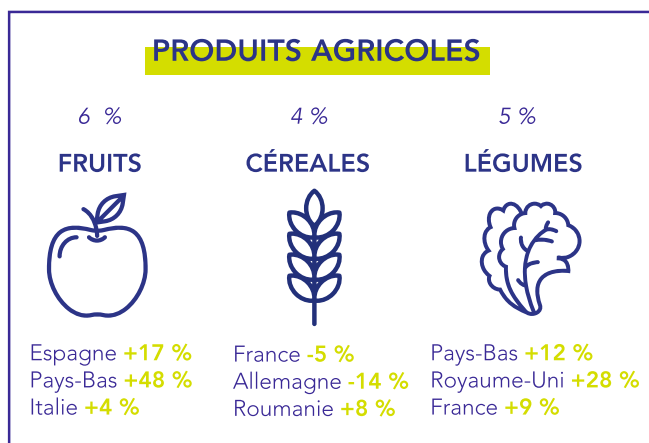 PRODUITS AGRICOLES
6 %
FRUITS
Espagne +17 %
Pays-Bas +48 %
Italie +4 %
4 %
CÉREALES
France -5 %
Allemagne -14 %
Roumanie +8 %
5 %
LÉGUMES
Pays-Bas +12 %
Royaume-Uni +28 %
France +9 %